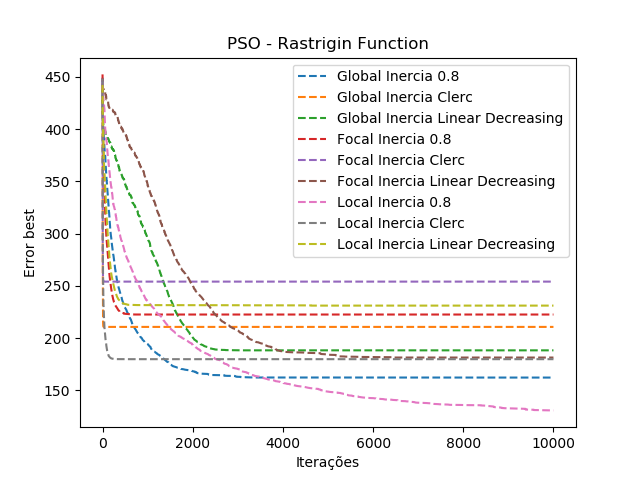 PSO - Rastrigin Function
450
400
350
300
250
200
150
Error best
Global Inercia 0.8
Global Inercia Clerc
Global Inercia Linear Decreasing
Focal Inercia 0.8
Focal Inercia Clerc
Focal Inercia Linear Decreasing
Local Inercia 0.8
Local Inercia Clerc
Local Inercia Linear Decreasing
0 2000 4000 6000 8000 10000
Iterações